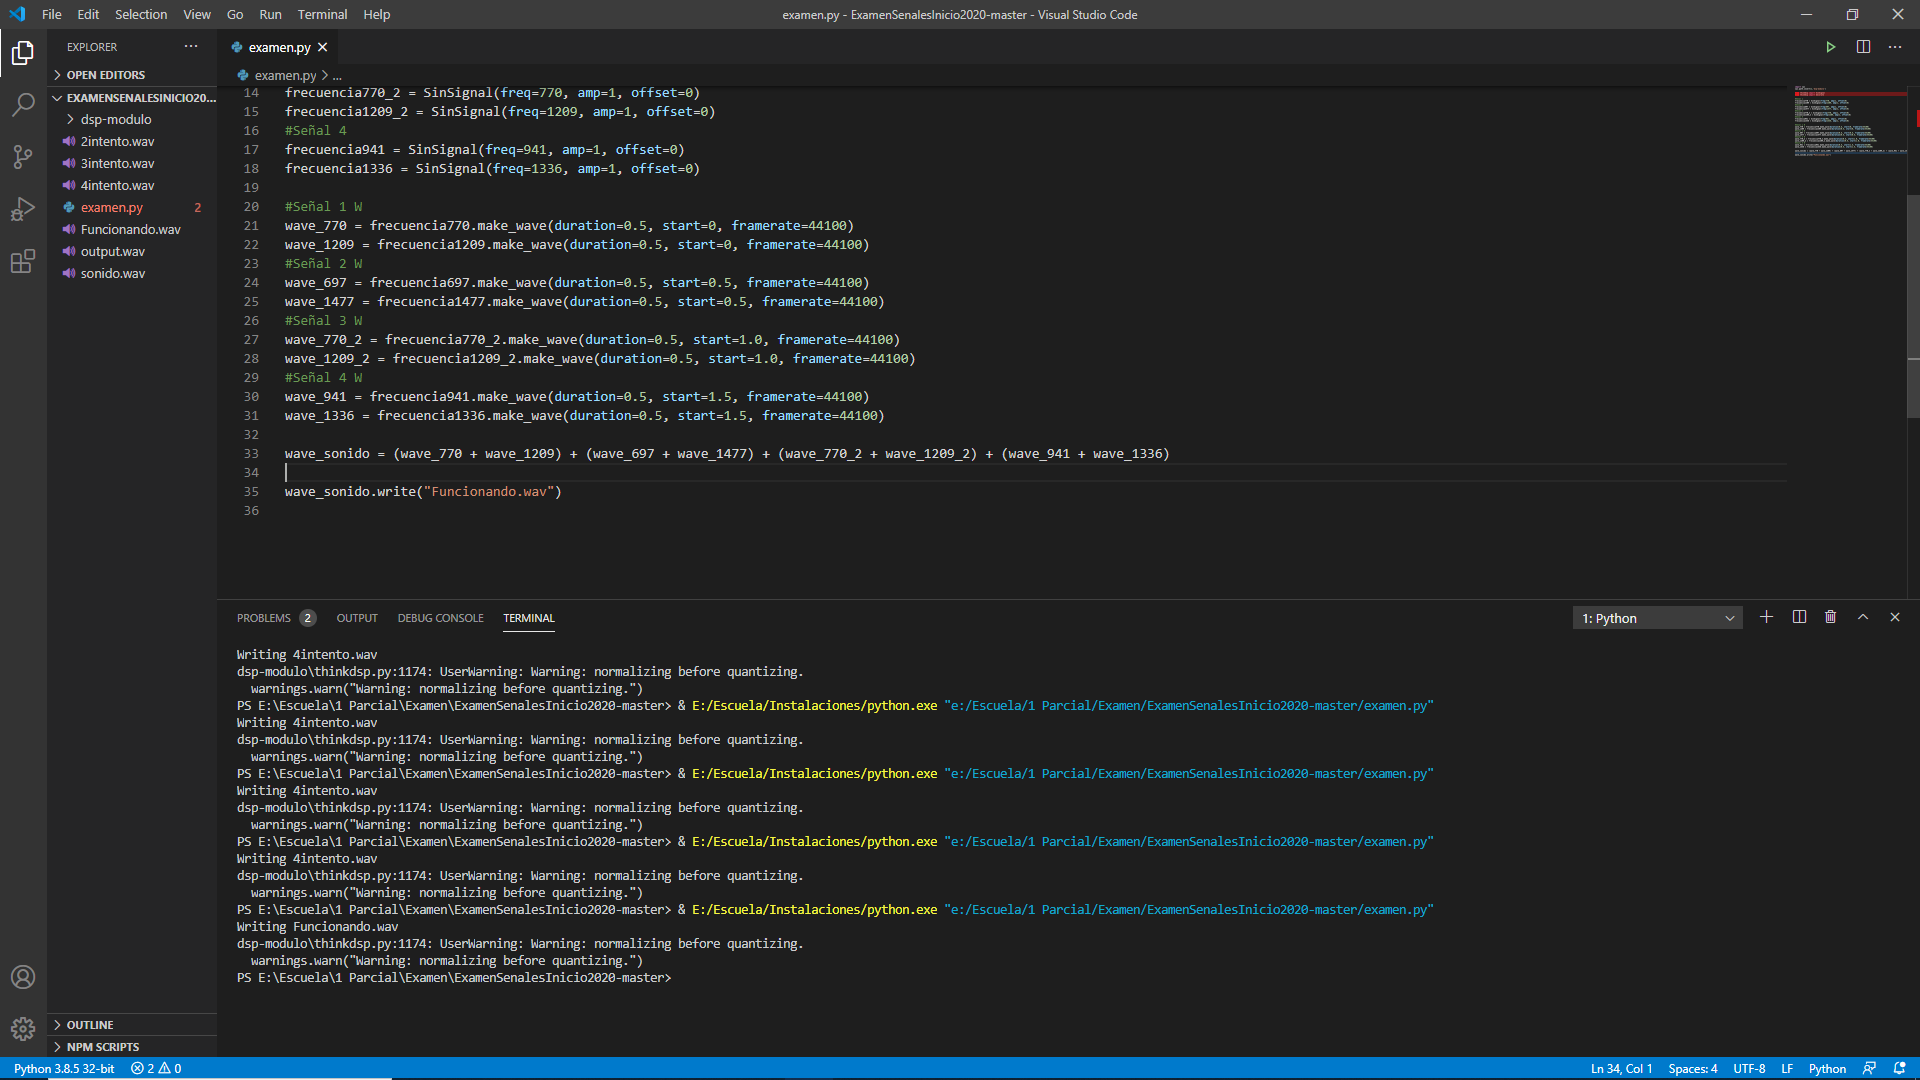 File Edit Selection View Go Run Terminal Help
examen.py - ExamenSenalesInicio2020-master - Visual Studio Code
EXPLORER
OPEN EDITORS
EXAMENSENALESINICIO20...
dsp-modulo
2intento.wav
3intento.wav
4intento.wav
examen.py 2
Funcionando.wav
output.wav
sonido.wav
OUTLINE
NPM SCRIPTS
examen.py
examen.py > ...
14 frecuencia770_2 = SinSignal(freq=770, amp=1, offset=0)
15 frecuencia1209_2 = SinSignal(freq=1209, amp=1, offset=0)
16 #Señal 4
17 frecuencia941 = SinSignal(freq=941, amp=1, offset=0)
18 frecuencia1336 = SinSignal(freq=1336, amp=1, offset=0)
19
20 #Señal 1 W
21 wave_770 = frecuencia770.make_wave(duration=0.5, start=0, framerate=44100)
22 wave_1209 = frecuencia1209.make_wave(duration=0.5, start=0, framerate=44100)
23 #Señal 2 W
24 wave_697 = frecuencia697.make_wave(duration=0.5, start=0.5, framerate=44100)
25 wave_1477 = frecuencia1477.make_wave(duration=0.5, start=0.5, framerate=44100)
26 #Señal 3 W
27 wave_770_2 = frecuencia770_2.make_wave(duration=0.5, start=1.0, framerate=44100)
28 wave_1209_2 = frecuencia1209_2.make_wave(duration=0.5, start=1.0, framerate=44100)
29 #Señal 4 W
30 wave_941 = frecuencia941.make_wave(duration=0.5, start=1.5, framerate=44100)
31 wave_1336 = frecuencia1336.make_wave(duration=0.5, start=1.5, framerate=44100)
32
33 wave_sonido = (wave_770 + wave_1209) + (wave_697 + wave_1477) + (wave_770_2 + wave_1209_2) + (wave_941 + wave_1336)
34
35 wave_sonido.write("Funcionando.wav")
36
PROBLEMS 2 OUTPUT DEBUG CONSOLE TERMINAL
1: Python
Writing 4intento.wav
dsp-modulo\thinkdsp.py:1174: UserWarning: Warning: normalizing before quantizing.
warnings.warn("Warning: normalizing before quantizing.")
PS E:\Escuela\1 Parcial\Examen\ExamenSenalesInicio2020-master> & E:/Escuela/Instalaciones/python.exe "e:/Escuela/1 Parcial/Examen/ExamenSenalesInicio2020-master/examen.py"
Writing 4intento.wav
dsp-modulo\thinkdsp.py:1174: UserWarning: Warning: normalizing before quantizing.
warnings.warn("Warning: normalizing before quantizing.")
PS E:\Escuela\1 Parcial\Examen\ExamenSenalesInicio2020-master> & E:/Escuela/Instalaciones/python.exe "e:/Escuela/1 Parcial/Examen/ExamenSenalesInicio2020-master/examen.py"
Writing 4intento.wav
dsp-modulo\thinkdsp.py:1174: UserWarning: Warning: normalizing before quantizing.
warnings.warn("Warning: normalizing before quantizing.")
PS E:\Escuela\1 Parcial\Examen\ExamenSenalesInicio2020-master> & E:/Escuela/Instalaciones/python.exe "e:/Escuela/1 Parcial/Examen/ExamenSenalesInicio2020-master/examen.py"
Writing 4intento.wav
dsp-modulo\thinkdsp.py:1174: UserWarning: Warning: normalizing before quantizing.
warnings.warn("Warning: normalizing before quantizing.")
PS E:\Escuela\1 Parcial\Examen\ExamenSenalesInicio2020-master> & E:/Escuela/Instalaciones/python.exe "e:/Escuela/1 Parcial/Examen/ExamenSenalesInicio2020-master/examen.py"
Writing Funcionando.wav
dsp-modulo\thinkdsp.py:1174: UserWarning: Warning: normalizing before quantizing.
warnings.warn("Warning: normalizing before quantizing.")
PS E:\Escuela\1 Parcial\Examen\ExamenSenalesInicio2020-master>
Python 3.8.5 32-bit 2 0 Ln 34, Col 1 Spaces: 4 UTF-8 LF Python